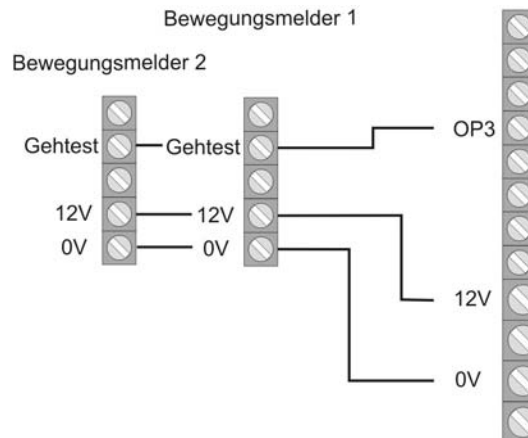 Bewegungsmelder 1
Bewegungsmelder 2
Gehtest Gehtest OP3
12V 12V
0V 0V
12V
0V